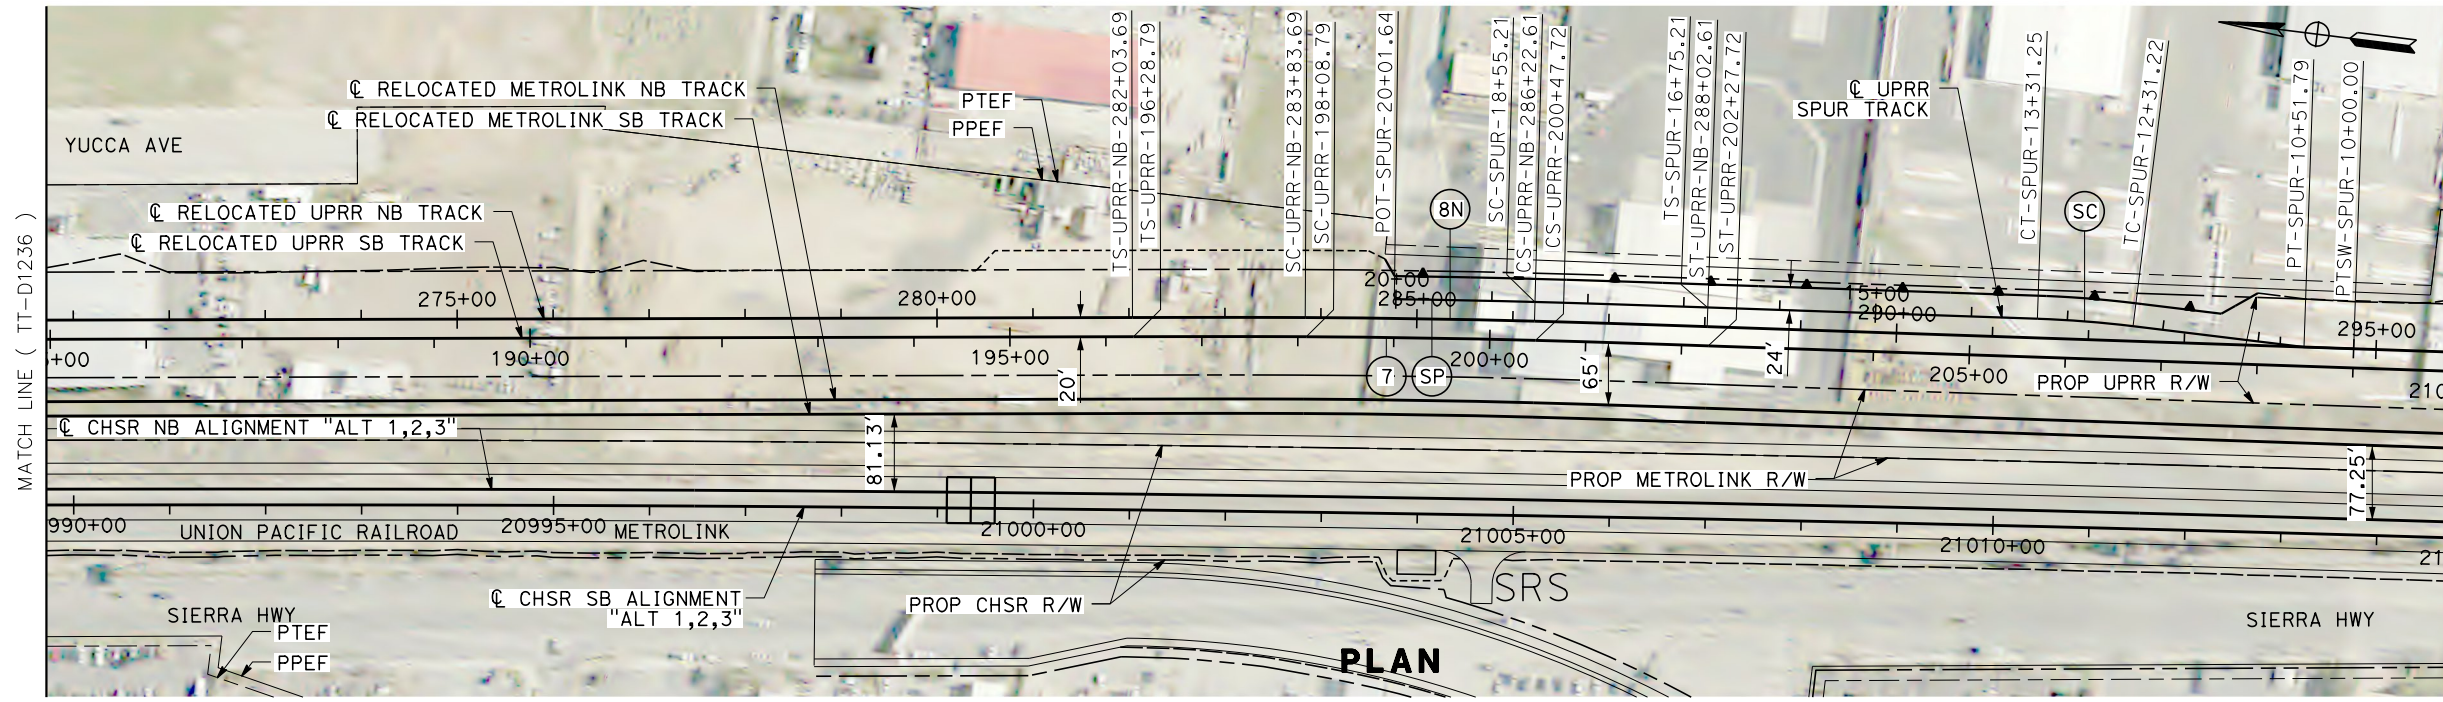 MATCH LINE ( TT-D1236 )
YUCCA AVE
℄ RELOCATED METROLINK NB TRACK
℄ RELOCATED METROLINK SB TRACK
PTEF
PPEF
℄ RELOCATED UPRR NB TRACK
℄ RELOCATED UPRR SB TRACK
TS-UPRR-NB-282+03.69
TS-UPRR-196+28.79
SC-UPRR-NB-283+83.69
SC-UPRR-198+08.79
POT-SPUR-20+01.64
8N
SC-SPUR-18+55.21
CS-UPRR-NB-286+22.61
CS-UPRR-200+47.72
TS-SPUR-16+75.21
ST-UPRR-NB-288+02.61
ST-UPRR-202+27.72
℄ UPRR
SPUR TRACK
CT-SPUR-13+31.25
SC
TC-SPUR-12+31.22
PT-SPUR-10+51.79
PTSW-SPUR-10+00.00
275+00
280+00
20+00
285+00
15+00
290+00
295+00
+00
190+00
195+00
200+00
205+00
210
20'
7
SP
65'
24'
PROP UPRR R/W
℄ CHSR NB ALIGNMENT "ALT 1,2,3"
81.13'
PROP METROLINK R/W
77.25'
990+00
20995+00
21000+00
21005+00
21010+00
21
UNION PACIFIC RAILROAD
METROLINK
℄ CHSR SB ALIGNMENT
"ALT 1,2,3"
PROP CHSR R/W
SRS
SIERRA HWY
PTEF
PPEF
SIERRA HWY
PLAN